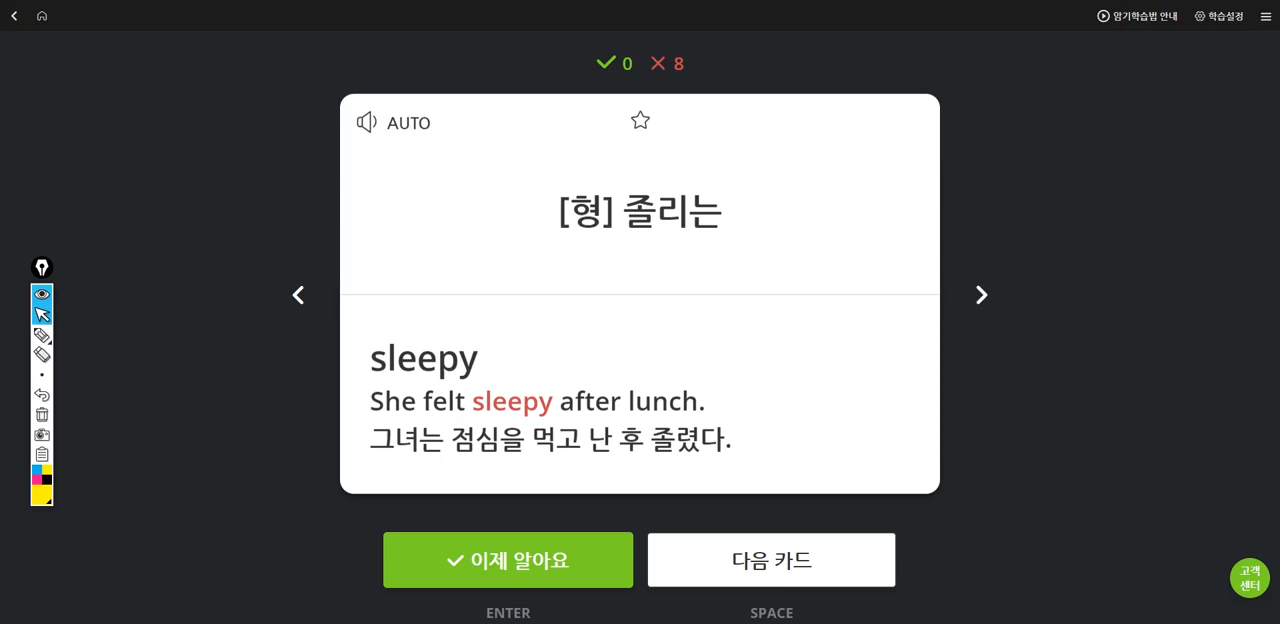 암기학습법 안내 학습설정
0 8
AUTO
[형] 졸리는
sleepy
She felt sleepy after lunch.
그녀는 점심을 먹고 난 후 졸렸다.
이제 알아요 다음 카드
ENTER SPACE
고객
센터